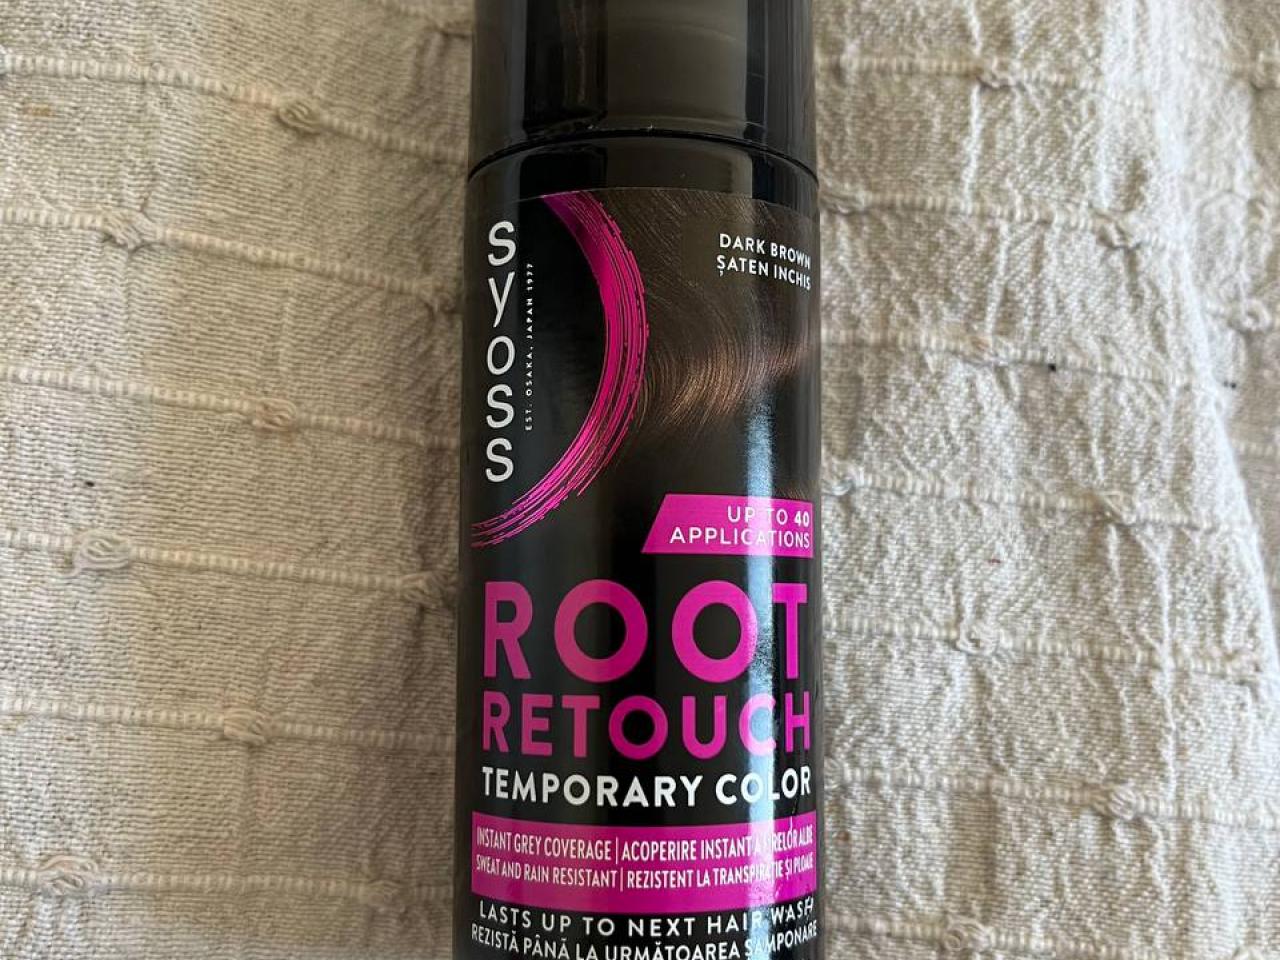 syoss
EST. OSAKA, JAPAN 1977
DARK BROWN
ȘATEN INCHIS
UP TO 40
APPLICATIONS
ROOT
RETOUCH
TEMPORARY COLOR
INSTANT GREY COVERAGE | ACOPERIRE INSTANTĂ A FIRELOR ALBE
SWEAT AND RAIN RESISTANT | REZISTENT LA TRANSPIRAȚIE ȘI PLOAIE
LASTS UP TO NEXT HAIR WASH
REZISTĂ PÂNĂ LA URMĂTOAREA ȘAMPONARE